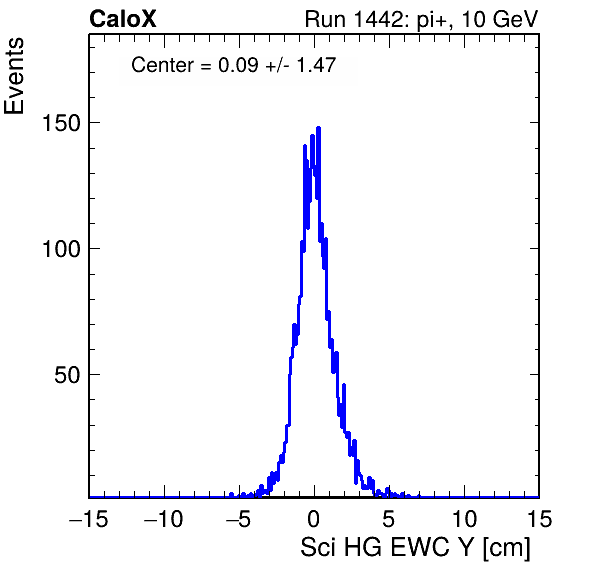 CaloX
Run 1442: pi+, 10 GeV
Events
Center = 0.09 +/- 1.47
150
100
50
−15
−10
−5
0
5
10
15
Sci HG EWC Y [cm]